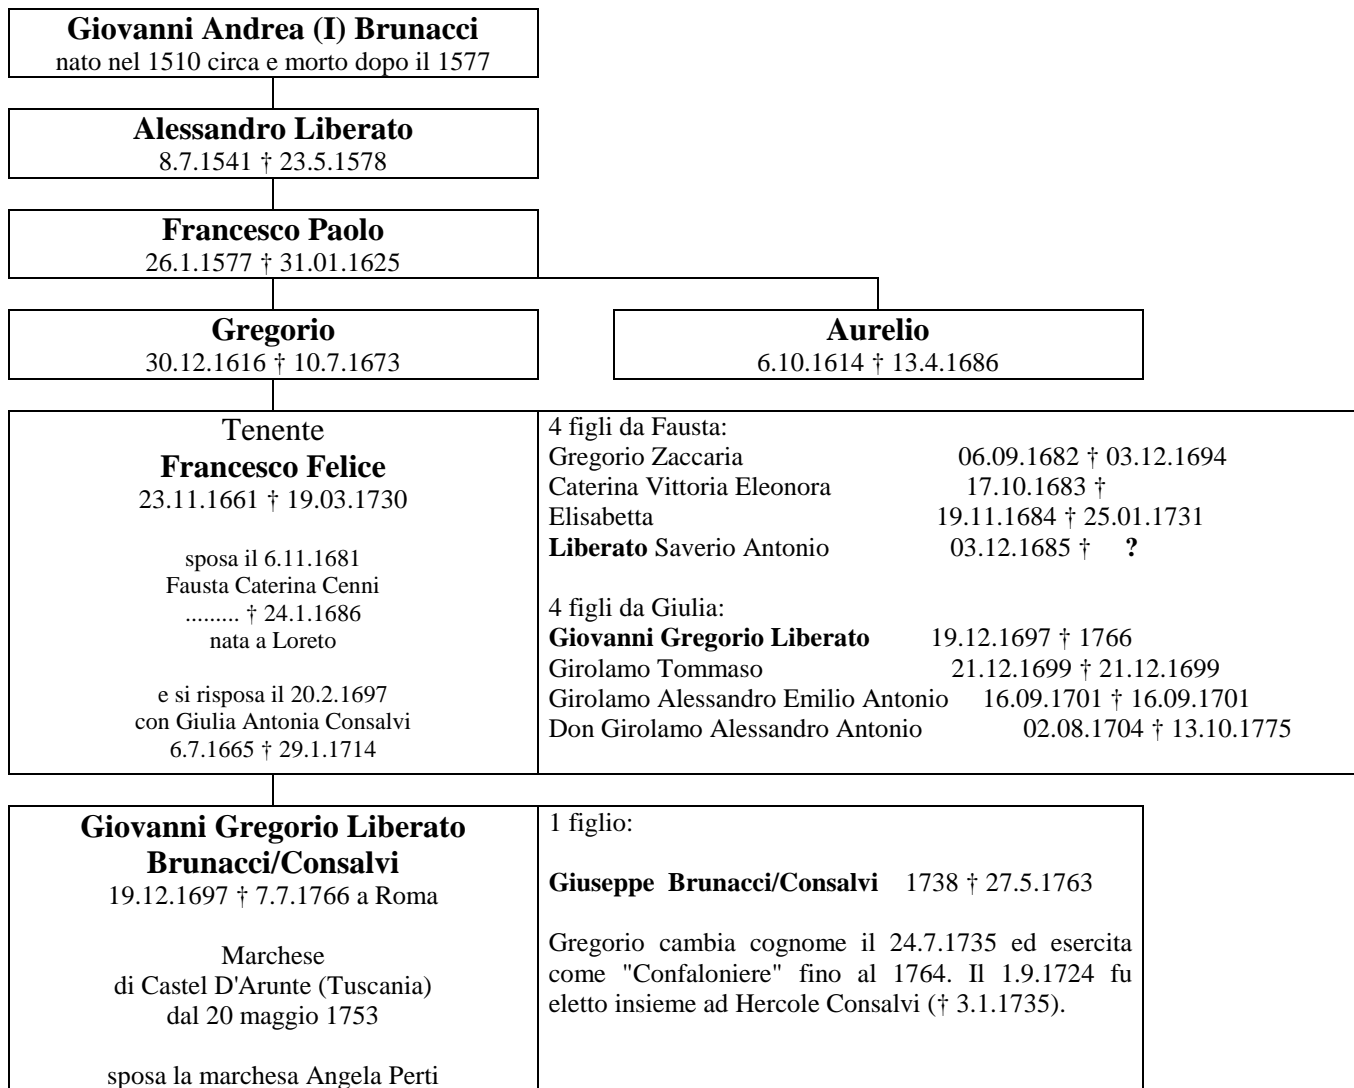 Giovanni Andrea (I) Brunacci
nato nel 1510 circa e morto dopo il 1577
Alessandro Liberato
8.7.1541 † 23.5.1578
Francesco Paolo
26.1.1577 † 31.01.1625
Gregorio
30.12.1616 † 10.7.1673
Aurelio
6.10.1614 † 13.4.1686
Tenente
Francesco Felice
23.11.1661 † 19.03.1730
sposa il 6.11.1681
Fausta Caterina Cenni
......... † 24.1.1686
nata a Loreto
e si risposa il 20.2.1697
con Giulia Antonia Consalvi
6.7.1665 † 29.1.1714
4 figli da Fausta:
Gregorio Zaccaria 06.09.1682 † 03.12.1694
Caterina Vittoria Eleonora 17.10.1683 †
Elisabetta 19.11.1684 † 25.01.1731
Liberato Saverio Antonio 03.12.1685 † ?
4 figli da Giulia:
Giovanni Gregorio Liberato 19.12.1697 † 1766
Girolamo Tommaso 21.12.1699 † 21.12.1699
Girolamo Alessandro Emilio Antonio 16.09.1701 † 16.09.1701
Don Girolamo Alessandro Antonio 02.08.1704 † 13.10.1775
Giovanni Gregorio Liberato
Brunacci/Consalvi
19.12.1697 † 7.7.1766 a Roma
Marchese
di Castel D'Arunte (Tuscania)
dal 20 maggio 1753
sposa la marchesa Angela Perti
1 figlio:
Giuseppe Brunacci/Consalvi 1738 † 27.5.1763
Gregorio cambia cognome il 24.7.1735 ed esercita
come "Confaloniere" fino al 1764. Il 1.9.1724 fu
eletto insieme ad Hercole Consalvi († 3.1.1735).